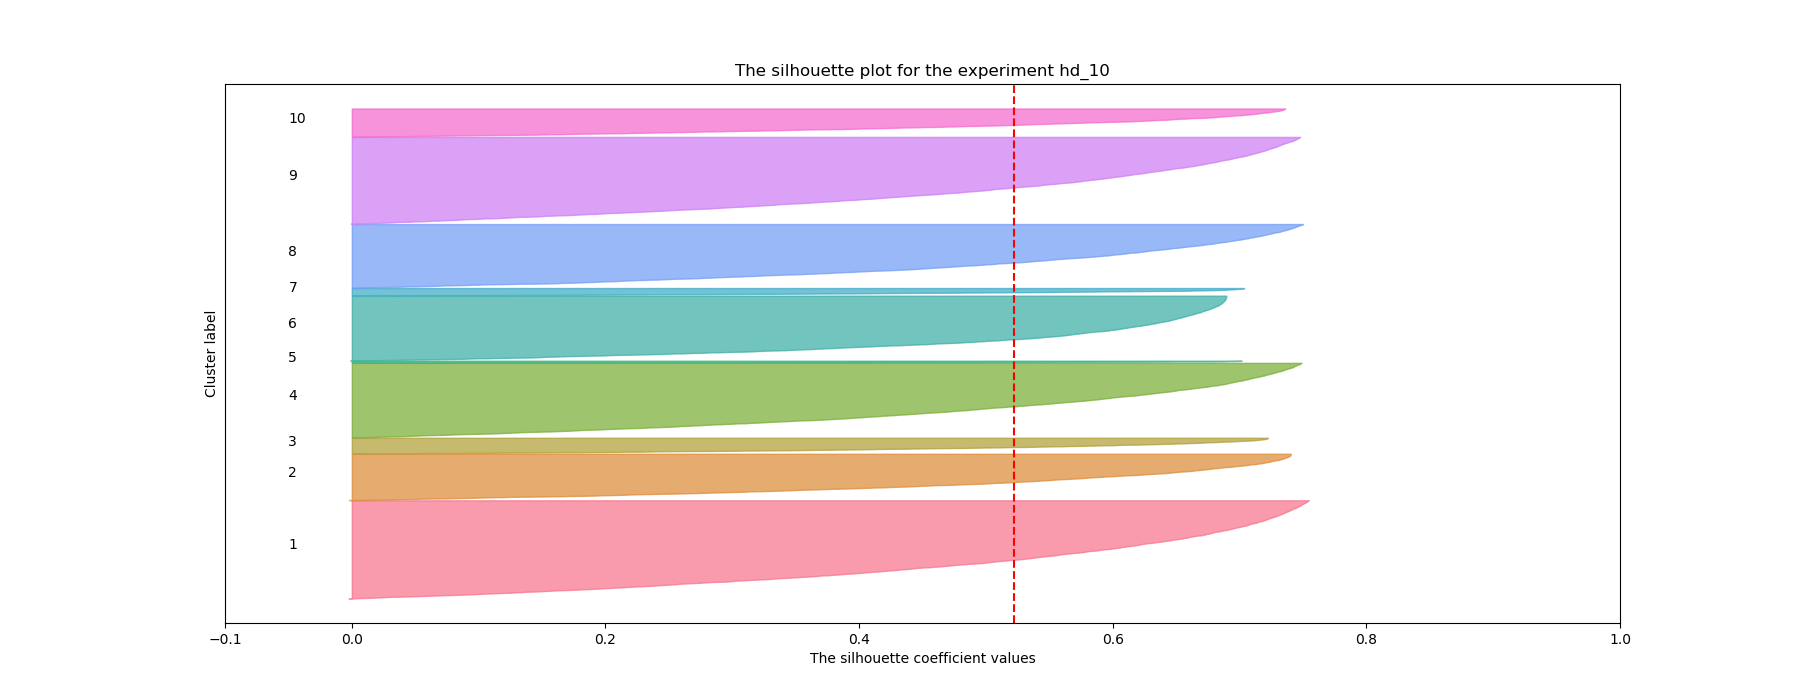 The silhouette plot for the experiment hd_10
10
9
8
7
6
5
4
3
2
1
Cluster label
−0.1 0.0 0.2 0.4 0.6 0.8 1.0
The silhouette coefficient values